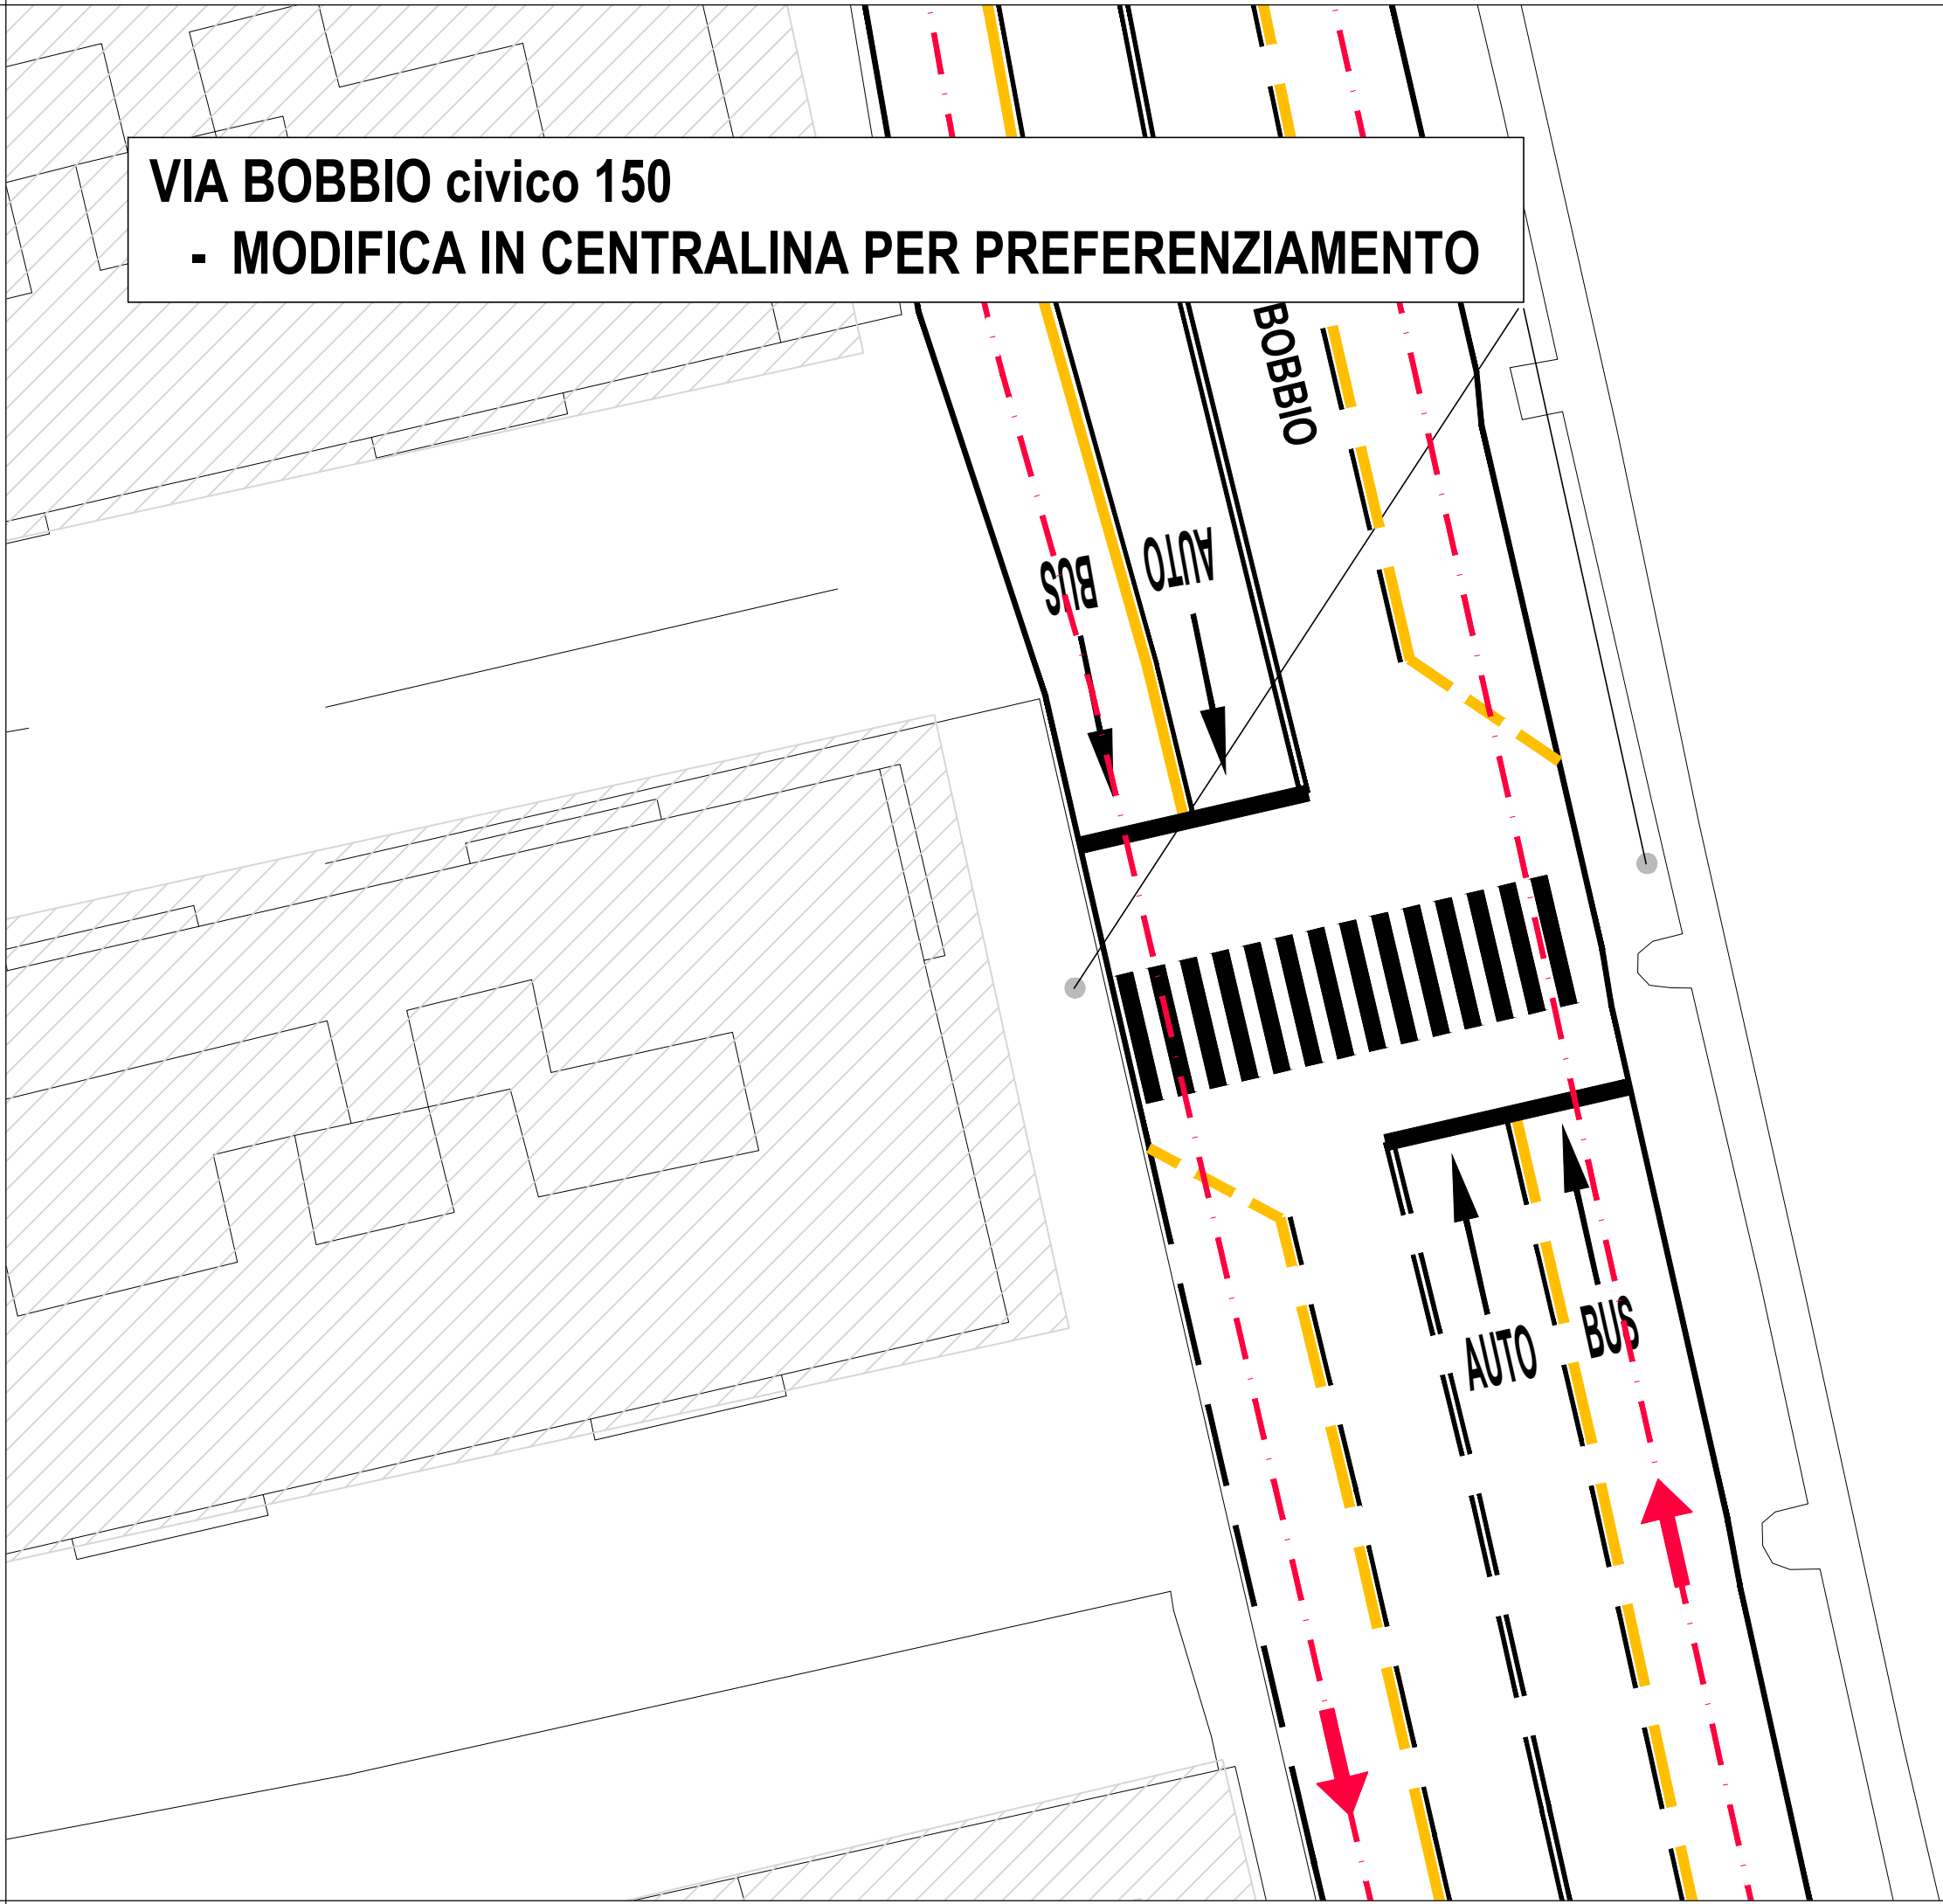 VIA BOBBIO civico 150
- MODIFICA IN CENTRALINA PER PREFERENZIAMENTO
BOBBIO
BUS
AUTO
AUTO
BUS